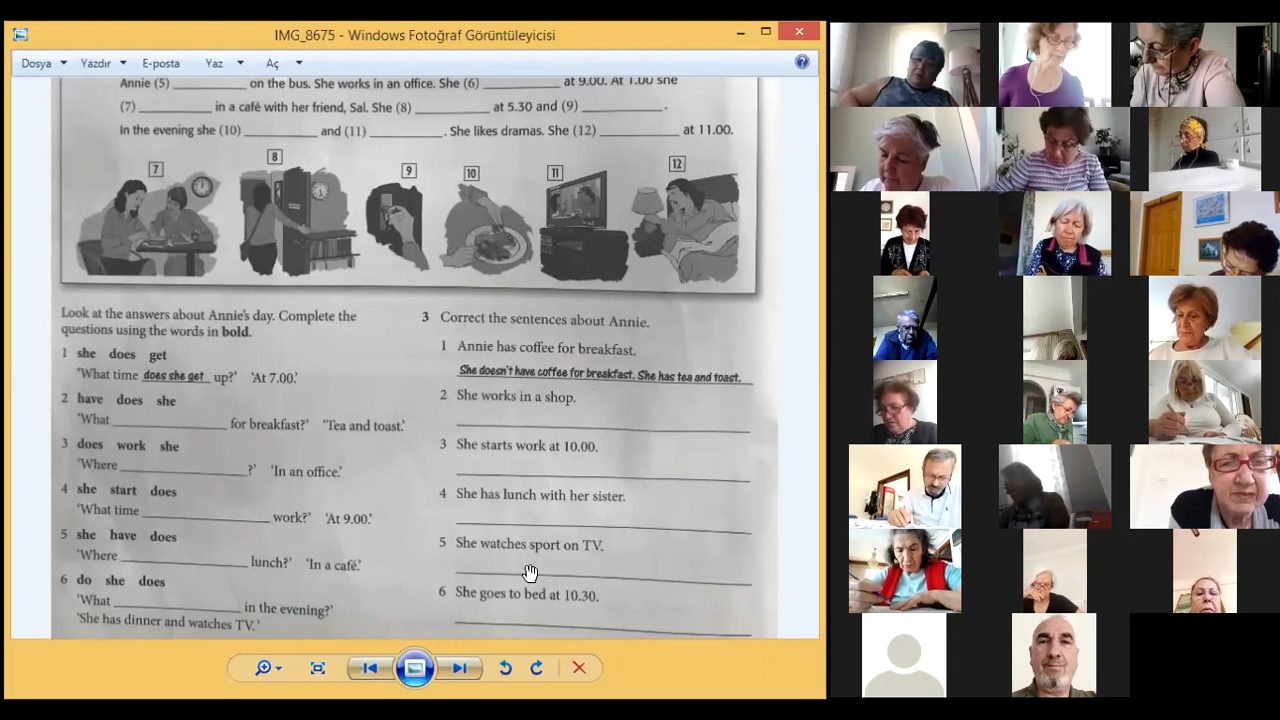 IMG_8675 - Windows Fotoğraf Görüntüleyicisi
Dosya Yazdır E-posta Yaz Aç
Annie (5) __________ on the bus. She works in an office. She (6) __________ at 9.00. At 1.00 she
(7) __________ in a café with her friend, Sal. She (8) __________ at 5.30 and (9) __________ .
In the evening she (10) __________ and (11) __________ . She likes dramas. She (12) __________ at 11.00.
7
8
9
10
11
12
Look at the answers about Annie's day. Complete the
questions using the words in bold.
1 she does get
'What time does she get up?' 'At 7.00.'
2 have does she
'What __________ for breakfast?' 'Tea and toast.'
3 does work she
'Where __________ ?' 'In an office.'
4 she start does
'What time __________ work?' 'At 9.00.'
5 she have does
'Where __________ lunch?' 'In a café.'
6 do she does
'What __________ in the evening?'
'She has dinner and watches TV.'
3 Correct the sentences about Annie.
1 Annie has coffee for breakfast.
She doesn't have coffee for breakfast. She has tea and toast.
2 She works in a shop.
3 She starts work at 10.00.
4 She has lunch with her sister.
5 She watches sport on TV.
6 She goes to bed at 10.30.